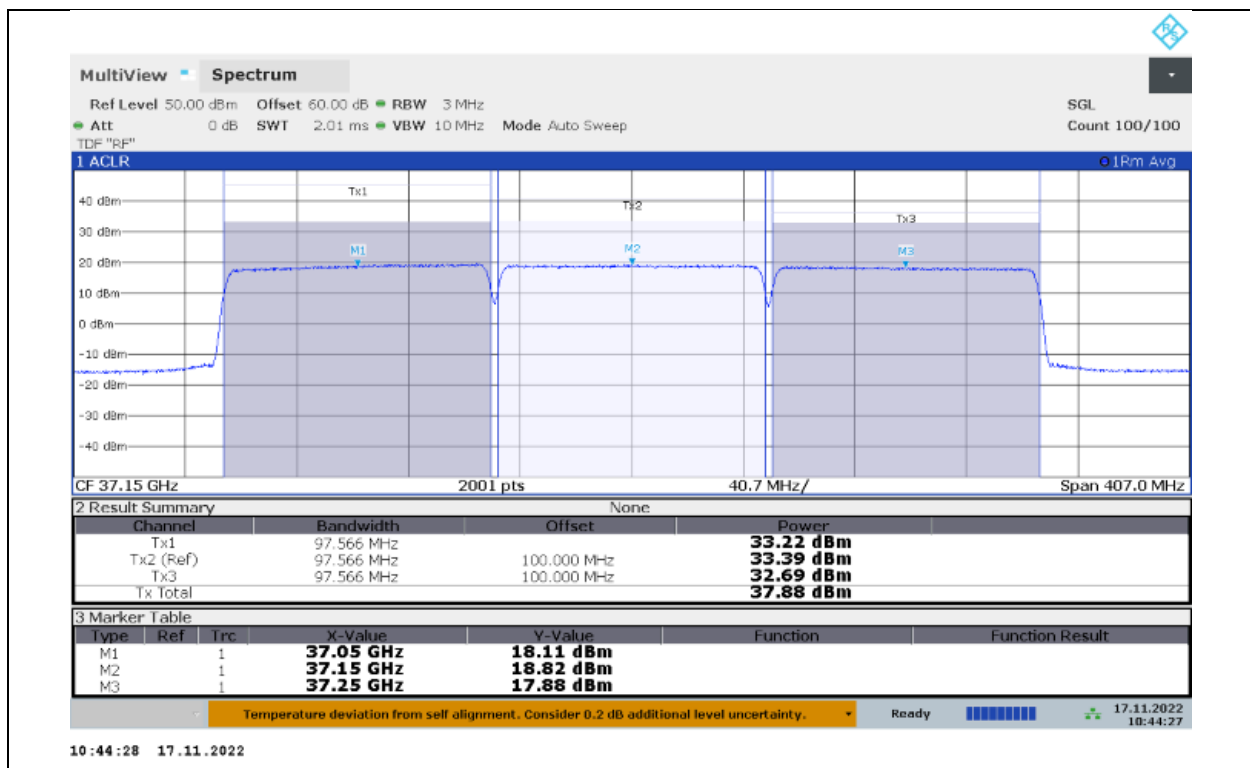 R&S
MultiView Spectrum
Ref Level 50.00 dBm Offset 60.00 dB RBW 3 MHz SGL
Att 0 dB SWT 2.01 ms VBW 10 MHz Mode Auto Sweep Count 100/100
TDF "RF"
1 ACLR 1Rm Avg
Tx1
40 dBm Tx2
Tx3
30 dBm
M1 M2 M3
20 dBm
10 dBm
0 dBm
-10 dBm
-20 dBm
-30 dBm
-40 dBm
CF 37.15 GHz 2001 pts 40.7 MHz/ Span 407.0 MHz
2 Result Summary None
Channel Bandwidth Offset Power
Tx1 97.566 MHz 33.22 dBm
Tx2 (Ref) 97.566 MHz 100.000 MHz 33.39 dBm
Tx3 97.566 MHz 100.000 MHz 32.69 dBm
Tx Total 37.88 dBm
3 Marker Table
Type Ref Trc X-Value Y-Value Function Function Result
M1 1 37.05 GHz 18.11 dBm
M2 1 37.15 GHz 18.82 dBm
M3 1 37.25 GHz 17.88 dBm
Temperature deviation from self alignment. Consider 0.2 dB additional level uncertainty. Ready 17.11.2022
10:44:27
10:44:28 17.11.2022